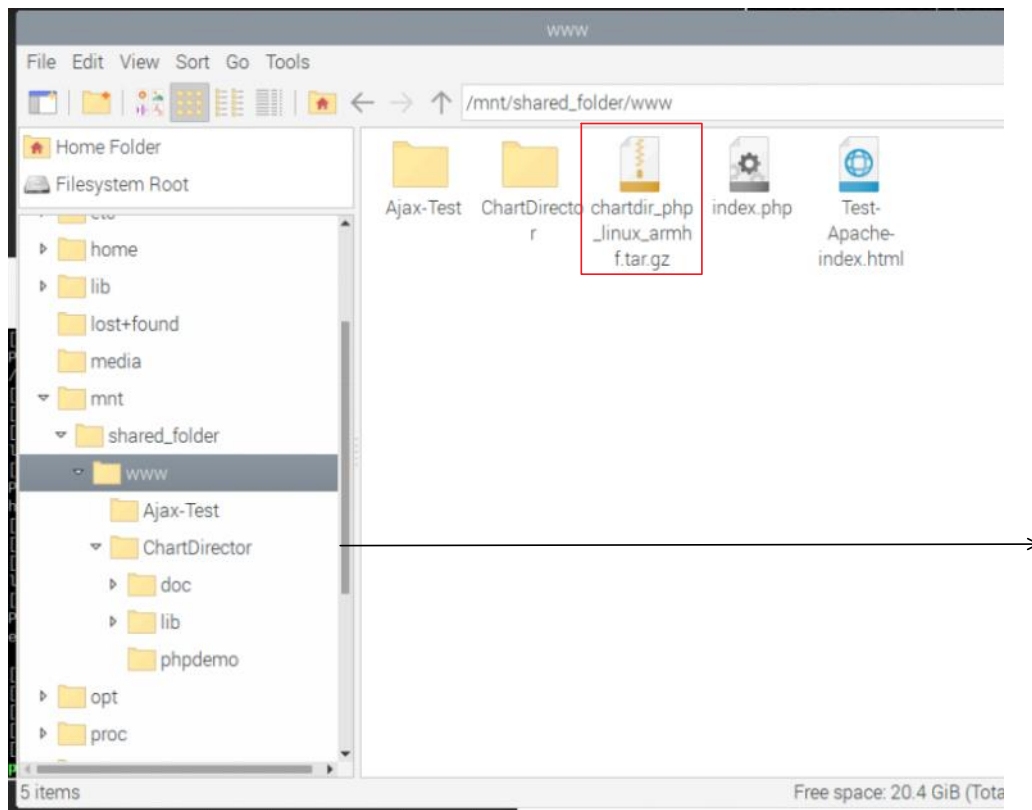 www
File Edit View Sort Go Tools
/mnt/shared_folder/www
Home Folder
Filesystem Root
home
lib
lost+found
media
mnt
shared_folder
www
Ajax-Test
ChartDirector
doc
lib
phpdemo
opt
proc
Ajax-Test
ChartDirecto
r
chartdir_php
_linux_armh
f.tar.gz
index.php
Test-
Apache-
index.html
5 items
Free space: 20.4 GiB (Tota